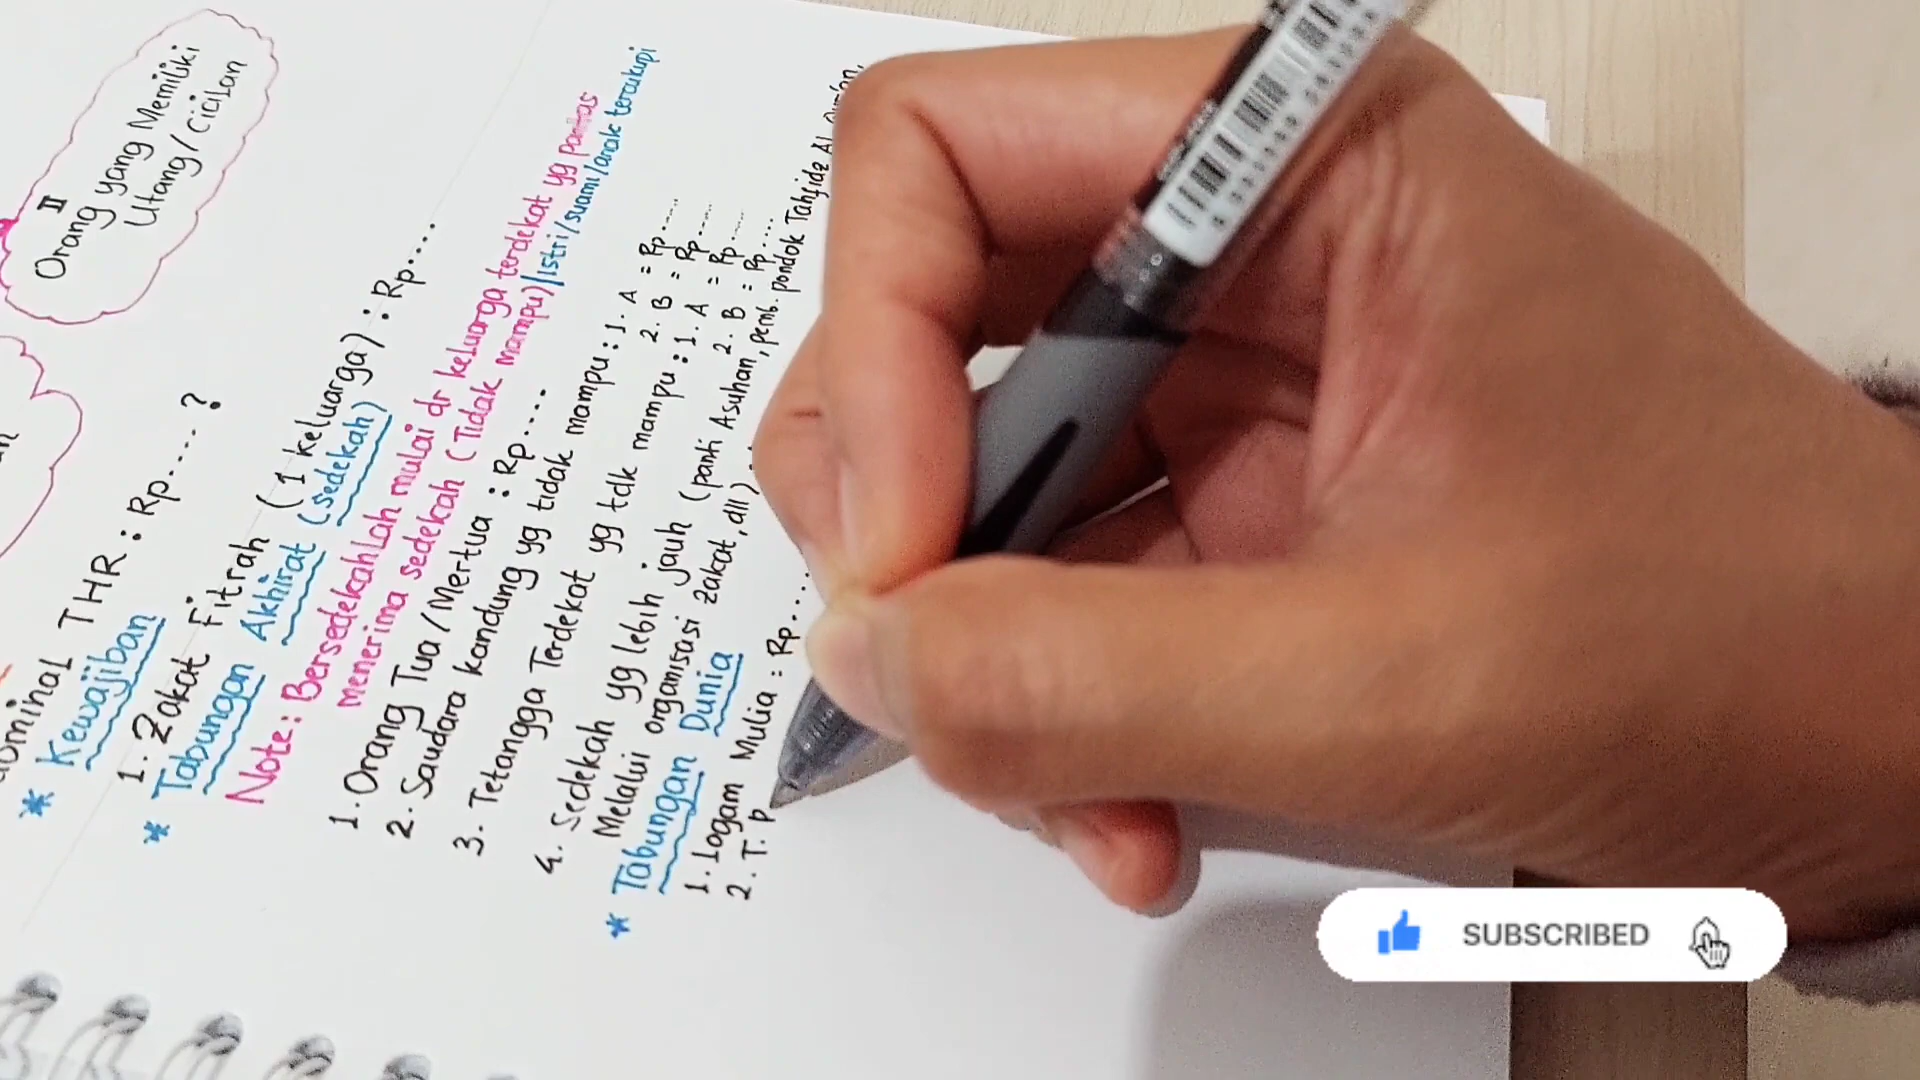 II
Orang yang Memiliki
Utang/Cicilan
THR : Rp.....?
* Kewajiban
1. Zakat Fitrah (1 keluarga) : Rp....
* Tabungan Akhirat (Sedekah)
Note : Bersedekahlah mulai dr keluarga terdekat yg pantas
menerima sedekah (Tidak mampu)/Istri/suami/anak tercukupi
1. Orang Tua/Mertua : Rp....
2. Saudara kandung yg tidak mampu : 1. A = Rp.....
2. B = Rp.....
3. Tetangga Terdekat yg tdk mampu : 1. A = Rp.....
2. B = Rp....
4. Sedekah yg lebih jauh (panti Asuhan, pemb. pondok Tahfidz Al
Melalui organisasi zakat, dll)
* Tabungan Dunia
1. Logam Mulia : Rp....
2. T. P
SUBSCRIBED